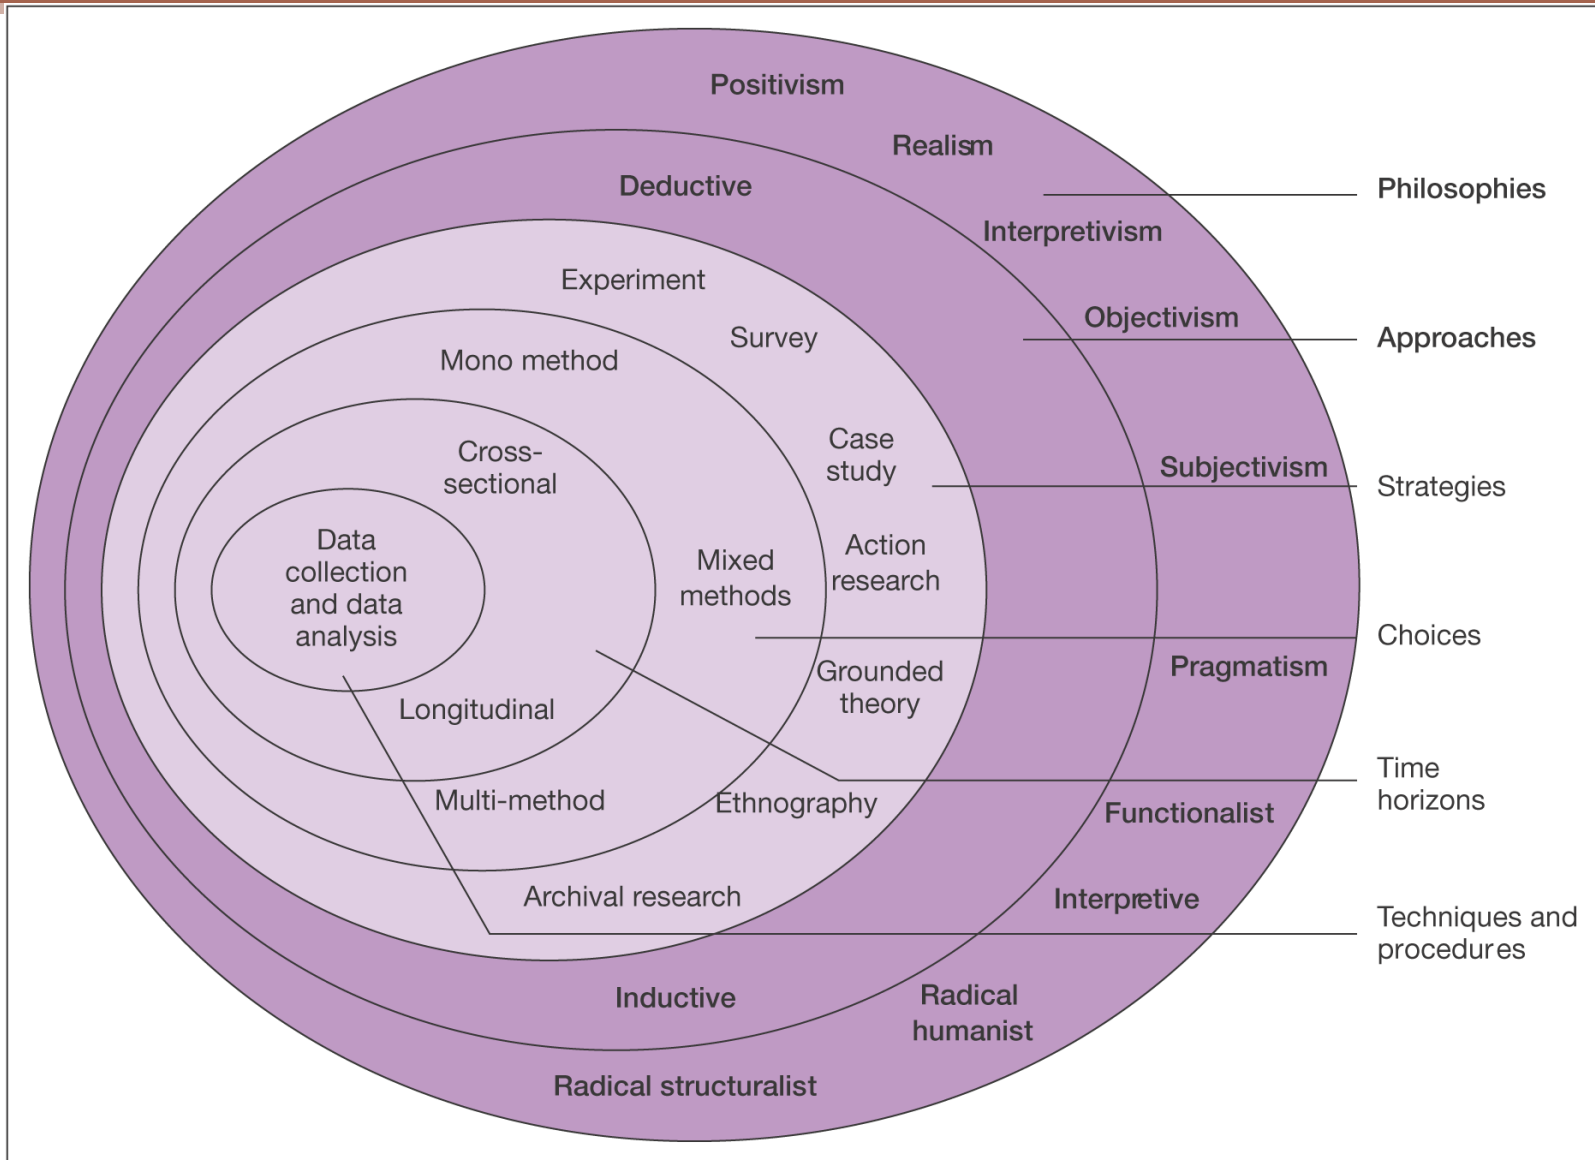 Positivism
Realism
Deductive
Philosophies
Interpretivism
Experiment
Objectivism
Survey
Approaches
Mono method
Case
study
Cross-
sectional
Subjectivism
Strategies
Data
collection
and data
analysis
Mixed
methods
Action
research
Choices
Pragmatism
Grounded
theory
Longitudinal
Time
horizons
Multi-method
Ethnography
Functionalist
Archival research
Interpretive
Techniques and
procedures
Inductive
Radical
humanist
Radical structuralist